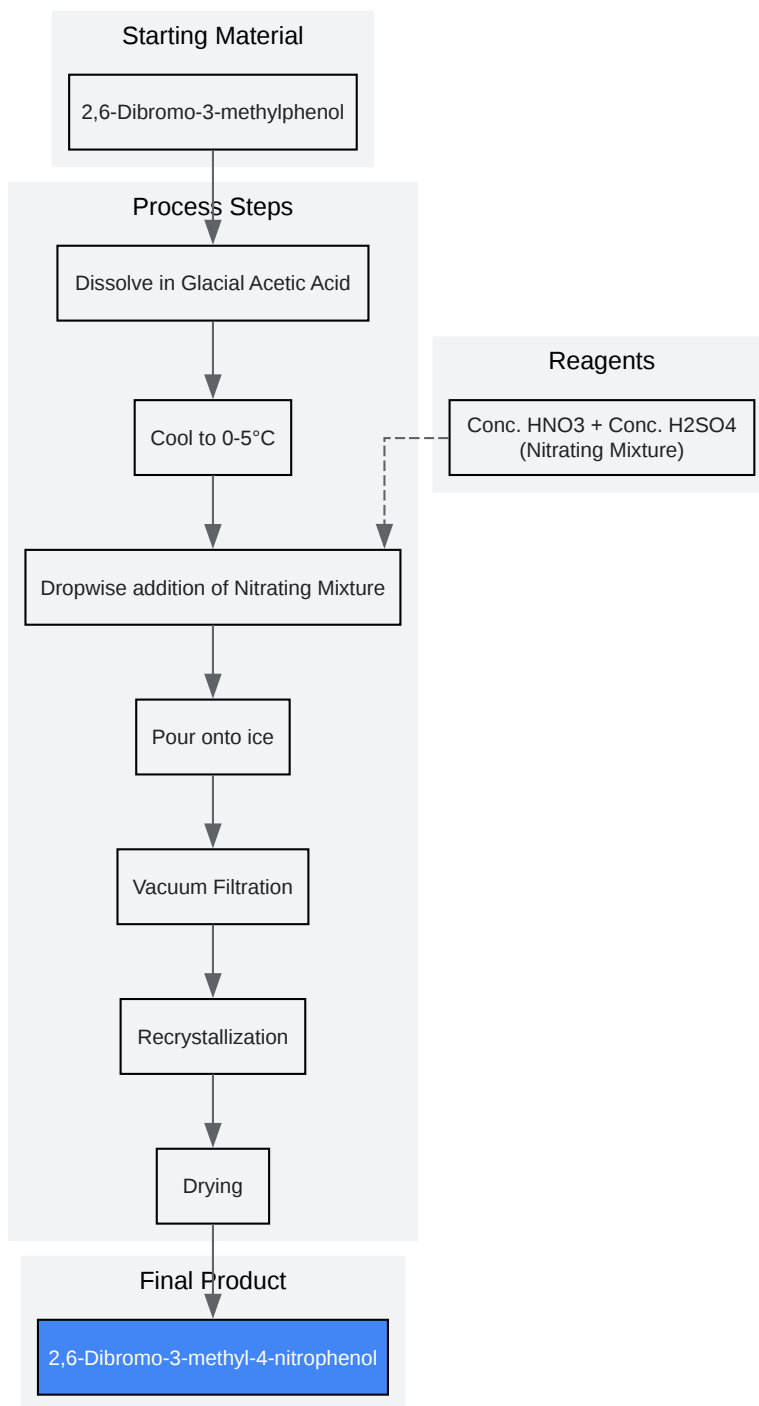 Starting Material
2,6-Dibromo-3-methylphenol
Process Steps
Dissolve in Glacial Acetic Acid
Reagents
Cool to 0-5°C
Conc. HNO3 + Conc. H2SO4
(Nitrating Mixture)
Dropwise addition of Nitrating Mixture
Pour onto ice
Vacuum Filtration
Recrystallization
Drying
Final Product
2,6-Dibromo-3-methyl-4-nitrophenol